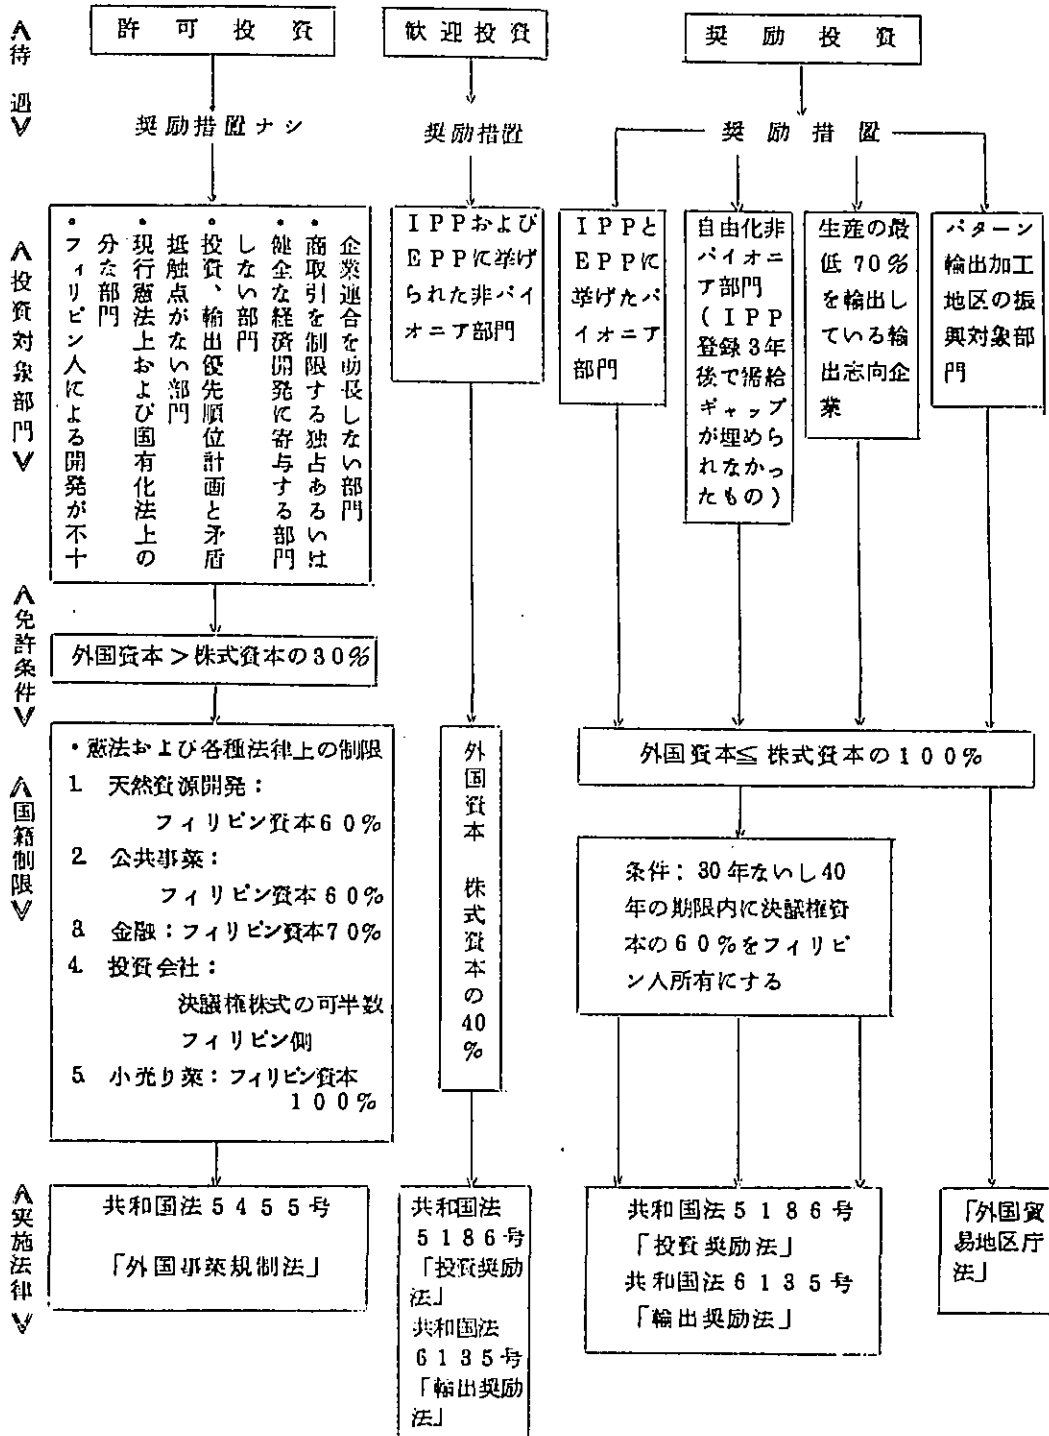 ≪待遇≫
許可投資
歓迎投資
奨励投資
奨励措置ナシ
奨励措置
奨励措置
≪投資対象部門≫
企業連合を助長しない部門
・商取引を制限する独占あるいは
・健全な経済開発に寄与する部門
しない部門
・投資、輸出優先順位計画と矛盾
抵触点がない部門
・現行憲法上および国有化法上の
分な部門
・フィリピン人による開発が不十
IPPおよび
EPPに挙げ
られた非パイ
オニア部門
IPPと
EPPに
挙げたパ
イオニア
部門
自由化非
パイオニ
ア部門
(IPP
登録3年
後で需給
ギャップ
が埋めら
れなかっ
たもの)
生産の最
低70%
を輸出し
ている輸
出志向企
業
パターン
輸出加工
地区の振
興対象部
門
≪免許条件≫
外国資本>株式資本の30%
≪国籍制限≫
・憲法および各種法律上の制限
1. 天然資源開発:
フィリピン資本60%
2. 公共事業:
フィリピン資本60%
3. 金融:フィリピン資本70%
4. 投資会社:
決議権株式の可半数
フィリピン側
5. 小売り業:フィリピン資本
100%
外国資本 株式資本の40%
外国資本≦株式資本の100%
条件:30年ないし40
年の期限内に決議権資
本の60%をフィリピ
ン人所有にする
≪実施法律≫
共和国法5455号
「外国事業規制法」
共和国法
5186号
「投資奨励
法」
共和国法
6135号
「輸出奨励
法」
共和国法5186号
「投資奨励法」
共和国法6135号
「輸出奨励法」
「外国貿
易地区庁
法」